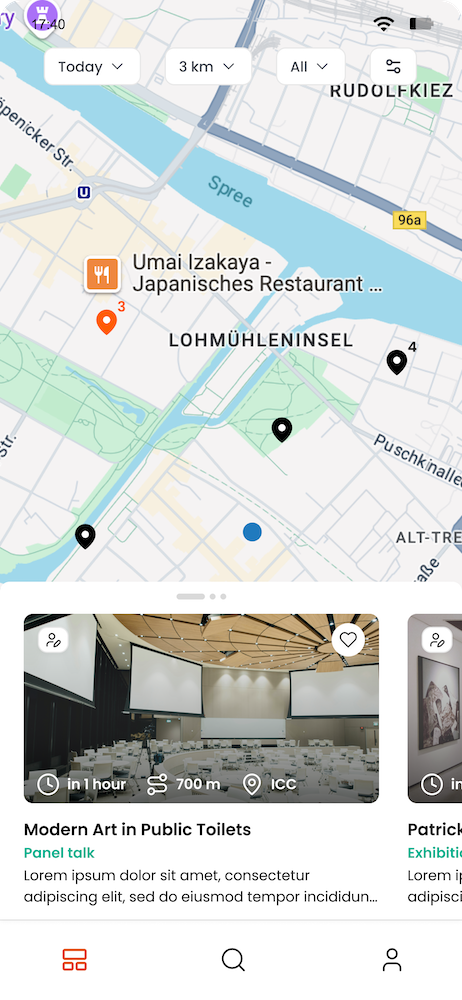 ry
17:40
Today
3 km
All
RUDOLFKIEZ
öpenicker Str.
Spree
U
96a
Umai Izakaya -
Japanisches Restaurant ...
3
LOHMÜHLENINSEL
4
Puschkinalle
str.
ALT-TRE
aße
in 1 hour
700 m
ICC
in
Modern Art in Public Toilets
Panel talk
Lorem ipsum dolor sit amet, consectetur
adipiscing elit, sed do eiusmod tempor incididun...
Patrick
Exhibitio
Lorem ip
adipisci